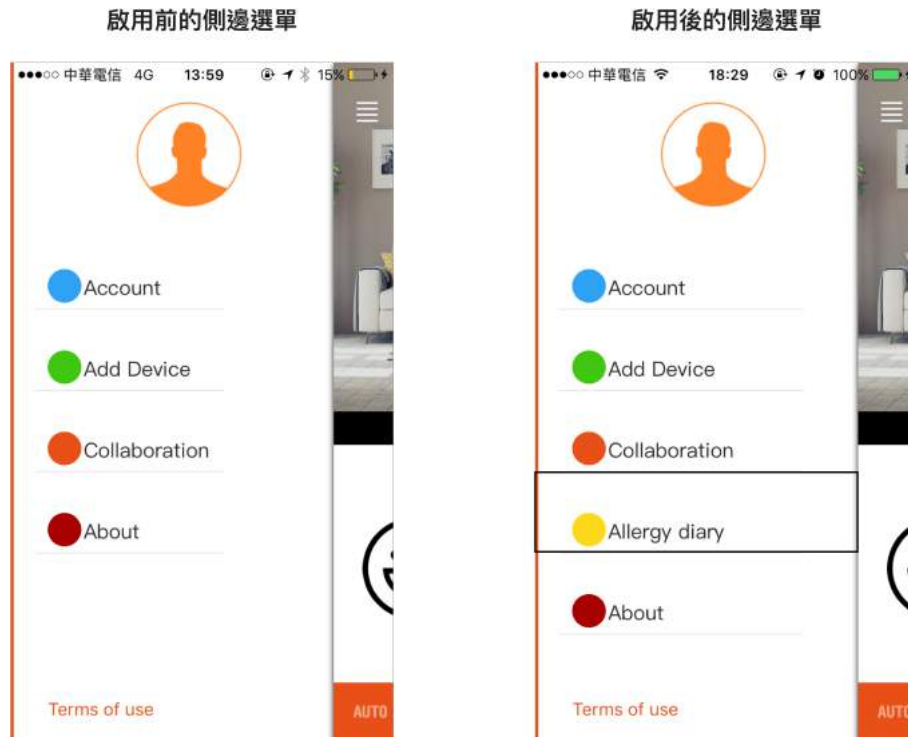 啟用前的側邊選單
中華電信 4G 13:59 15%
Account
Add Device
Collaboration
About
Terms of use
AUTO
啟用後的側邊選單
中華電信 18:29 100%
Account
Add Device
Collaboration
Allergy diary
About
Terms of use
AUTO